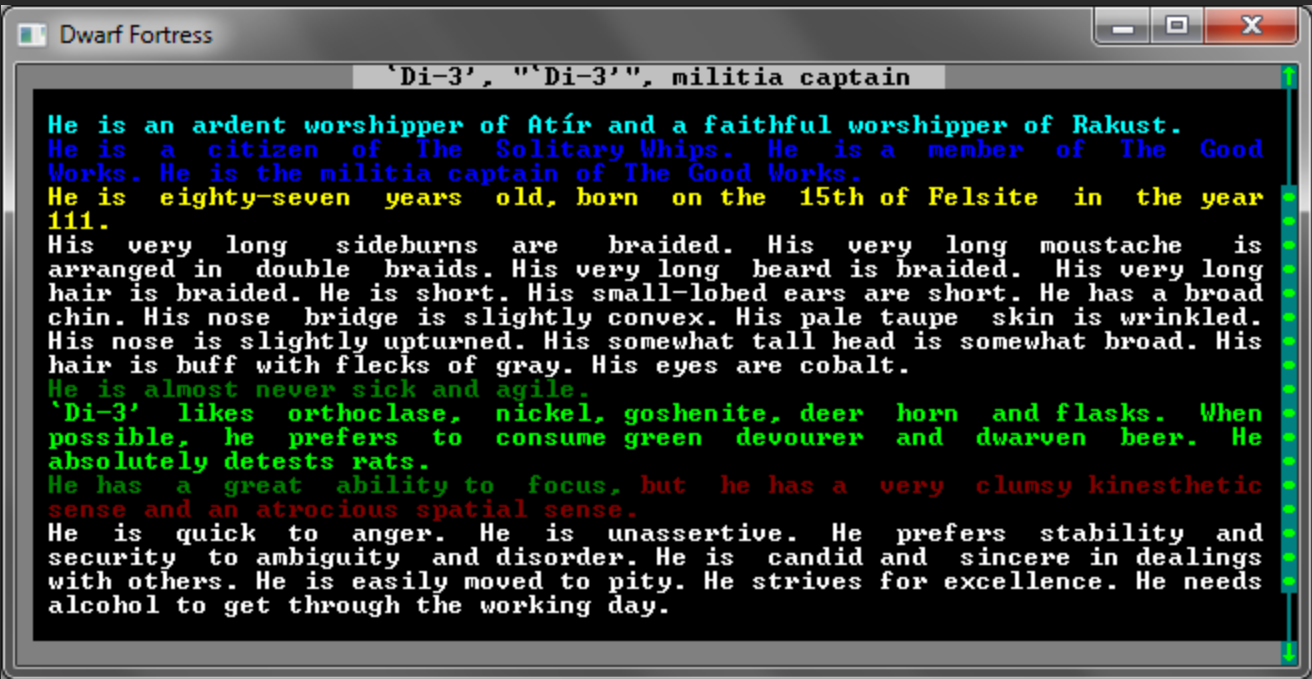 Dwarf Fortress
`Di-3', "`Di-3'", militia captain
He is an ardent worshipper of Atír and a faithful worshipper of Rakust.
He is a citizen of The Solitary Whips. He is a member of The Good
Works. He is the militia captain of The Good Works.
He is eighty-seven years old, born on the 15th of Felsite in the year
111.
His very long sideburns are braided. His very long moustache is
arranged in double braids. His very long beard is braided. His very long
hair is braided. He is short. His small-lobed ears are short. He has a broad
chin. His nose bridge is slightly convex. His pale taupe skin is wrinkled.
His nose is slightly upturned. His somewhat tall head is somewhat broad. His
hair is buff with flecks of gray. His eyes are cobalt.
He is almost never sick and agile.
`Di-3' likes orthoclase, nickel, goshenite, deer horn and flasks. When
possible, he prefers to consume green devourer and dwarven beer. He
absolutely detests rats.
He has a great ability to focus, but he has a very clumsy kinesthetic
sense and an atrocious spatial sense.
He is quick to anger. He is unassertive. He prefers stability and
security to ambiguity and disorder. He is candid and sincere in dealings
with others. He is easily moved to pity. He strives for excellence. He needs
alcohol to get through the working day.